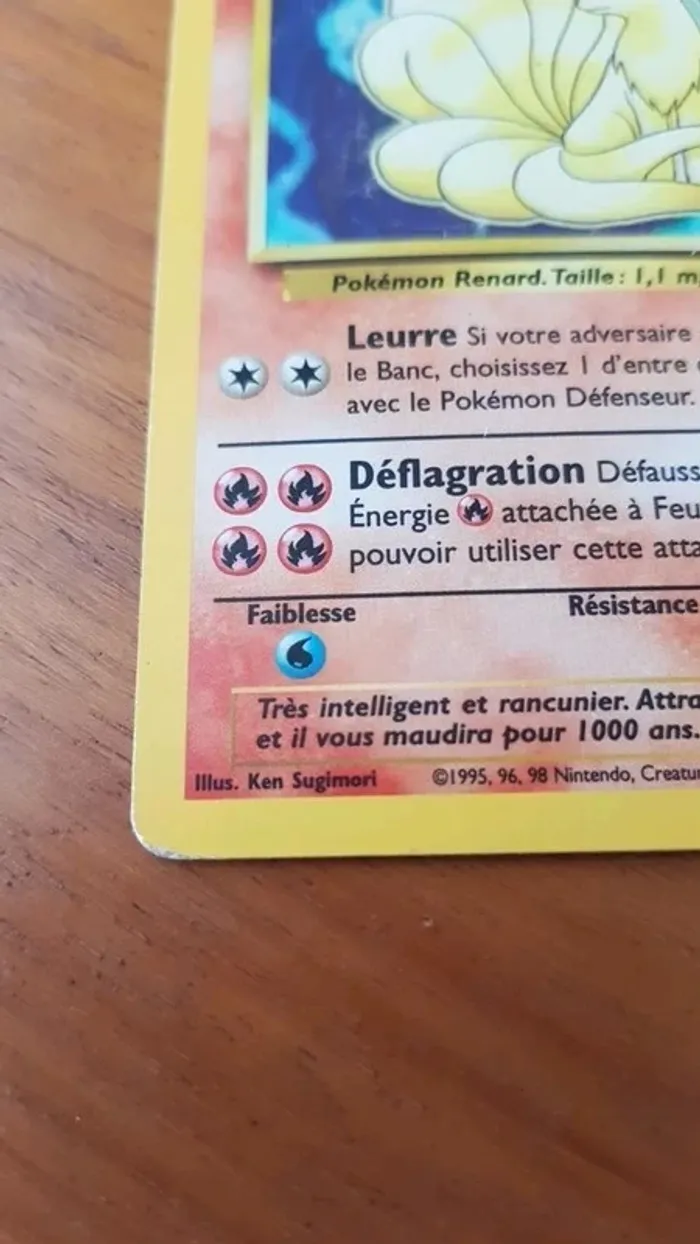 Pokémon Renard. Taille : 1,1 m,
Leurre Si votre adversaire
le Banc, choisissez 1 d'entre
avec le Pokémon Défenseur.
Déflagration Défauss
Énergie attachée à Feu
pouvoir utiliser cette atta
Faiblesse Résistance
Très intelligent et rancunier. Attra
et il vous maudira pour 1000 ans.
Illus. Ken Sugimori ©1995, 96, 98 Nintendo, Creatu